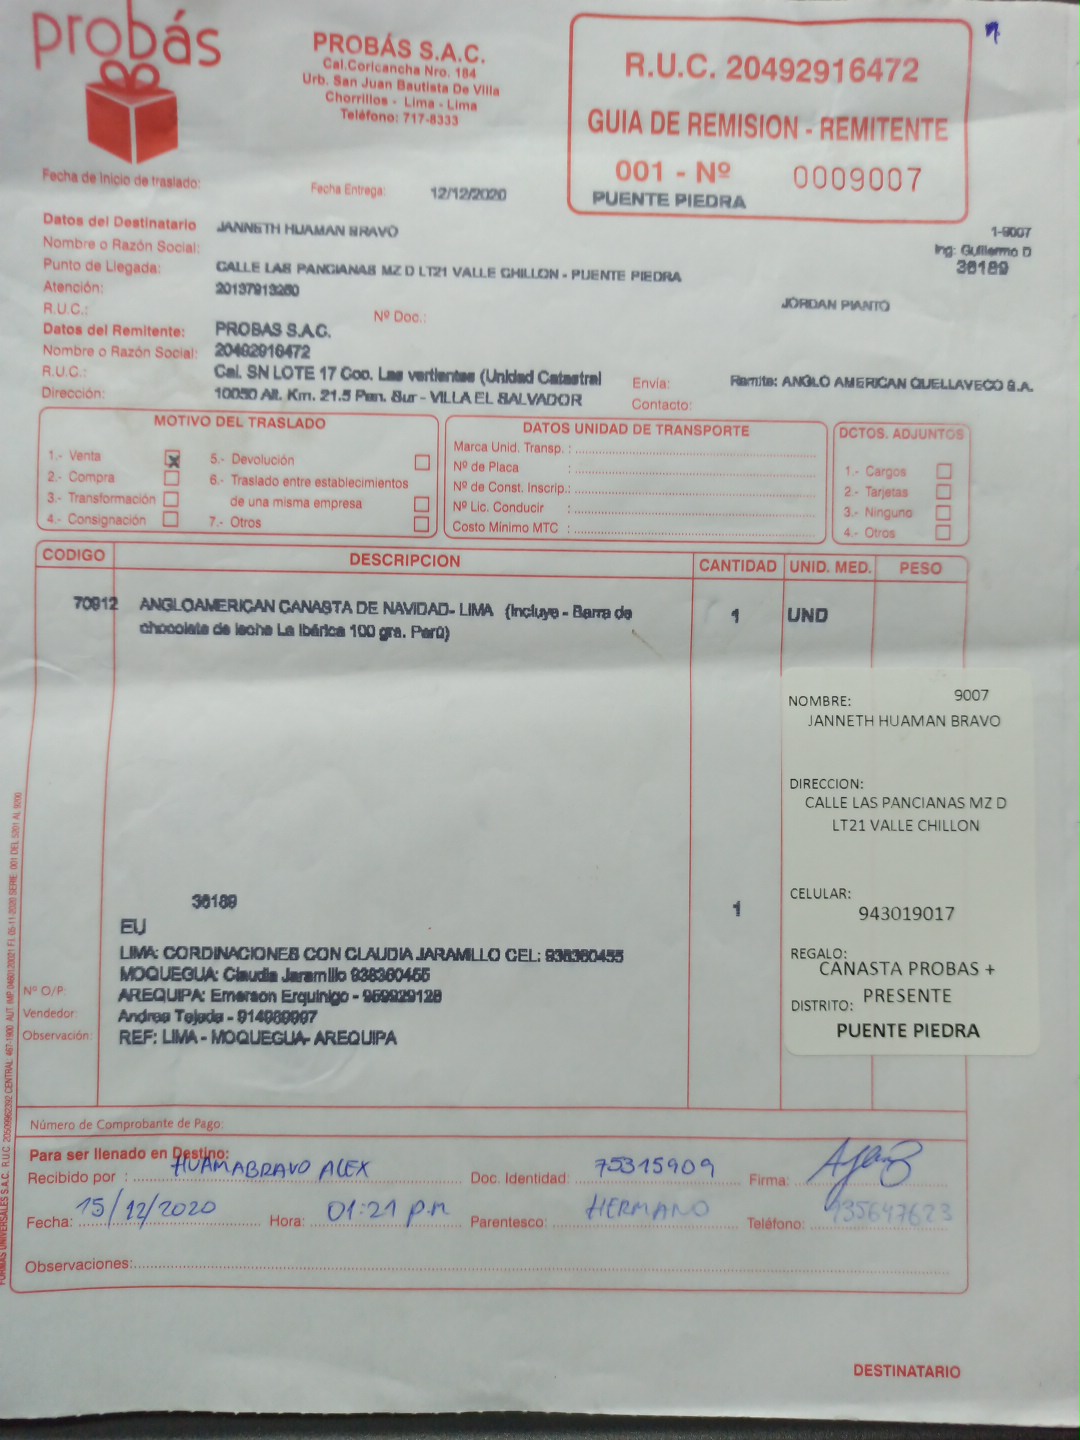 probás
PROBÁS S.A.C.
Cal.Coricancha Nro. 184
Urb. San Juan Bautista De Villa
Chorrillos - Lima - Lima
Teléfono: 717-8333
R.U.C. 20492916472
GUIA DE REMISION - REMITENTE
001 - Nº 0009007
PUENTE PIEDRA
Fecha de Inicio de traslado:
Fecha Entrega: 12/12/2020
1-9007
Ing: Guillermo D
36189
Datos del Destinatario JANNETH HUAMAN BRAVO
Nombre o Razón Social:
Punto de Llegada: CALLE LAS PANCIANAS MZ D LT21 VALLE CHILLON - PUENTE PIEDRA
Atención: 20137913250
JORDAN PIANTO
R.U.C.: Nº Doc.:
Datos del Remitente: PROBAS S.A.C.
Nombre o Razón Social: 20492916472
R.U.C.: Cal. SN LOTE 17 Coo. Las vertientes (Unidad Catastral
Envía: Remite: ANGLO AMERICAN QUELLAVECO S.A.
Dirección: 10050 Alt. Km. 21.5 Pan. Sur - VILLA EL SALVADOR
Contacto:
MOTIVO DEL TRASLADO
1.- Venta X
2.- Compra
3.- Transformación
4.- Consignación
5.- Devolución
6.- Traslado entre establecimientos
de una misma empresa
7.- Otros
DATOS UNIDAD DE TRANSPORTE
Marca Unid. Transp. :
Nº de Placa :
Nº de Const. Inscrip.:
Nº Lic. Conducir :
Costo Mínimo MTC :
DCTOS. ADJUNTOS
1.- Cargos
2.- Tarjetas
3.- Ninguno
4.- Otros
CODIGO DESCRIPCION CANTIDAD UNID. MED. PESO
70912 ANGLOAMERICAN CANASTA DE NAVIDAD- LIMA (Incluye - Barra de 1 UND
chocolate de leche La Ibérica 100 gra. Perú)
NOMBRE: 9007
JANNETH HUAMAN BRAVO
DIRECCION:
CALLE LAS PANCIANAS MZ D
LT21 VALLE CHILLON
CELULAR:
943019017
REGALO:
CANASTA PROBAS +
PRESENTE
DISTRITO:
PUENTE PIEDRA
36189 1
EU
LIMA: CORDINACIONES CON CLAUDIA JARAMILLO CEL: 938360455
MOQUEGUA: Claudia Jaramillo 938360455
Nº O/P: AREQUIPA: Emerson Erquinigo - 959929128
Vendedor: Andrea Tejada - 914989997
Observación: REF: LIMA - MOQUEGUA- AREQUIPA
Número de Comprobante de Pago:
Para ser llenado en Destino:
Recibido por : HUAMABRAVO ALEX Doc. Identidad: 75315909 Firma:
Fecha: 15/12/2020 Hora: 01:21 P.M Parentesco: HERMANO Teléfono: 935647623
Observaciones:
DESTINATARIO